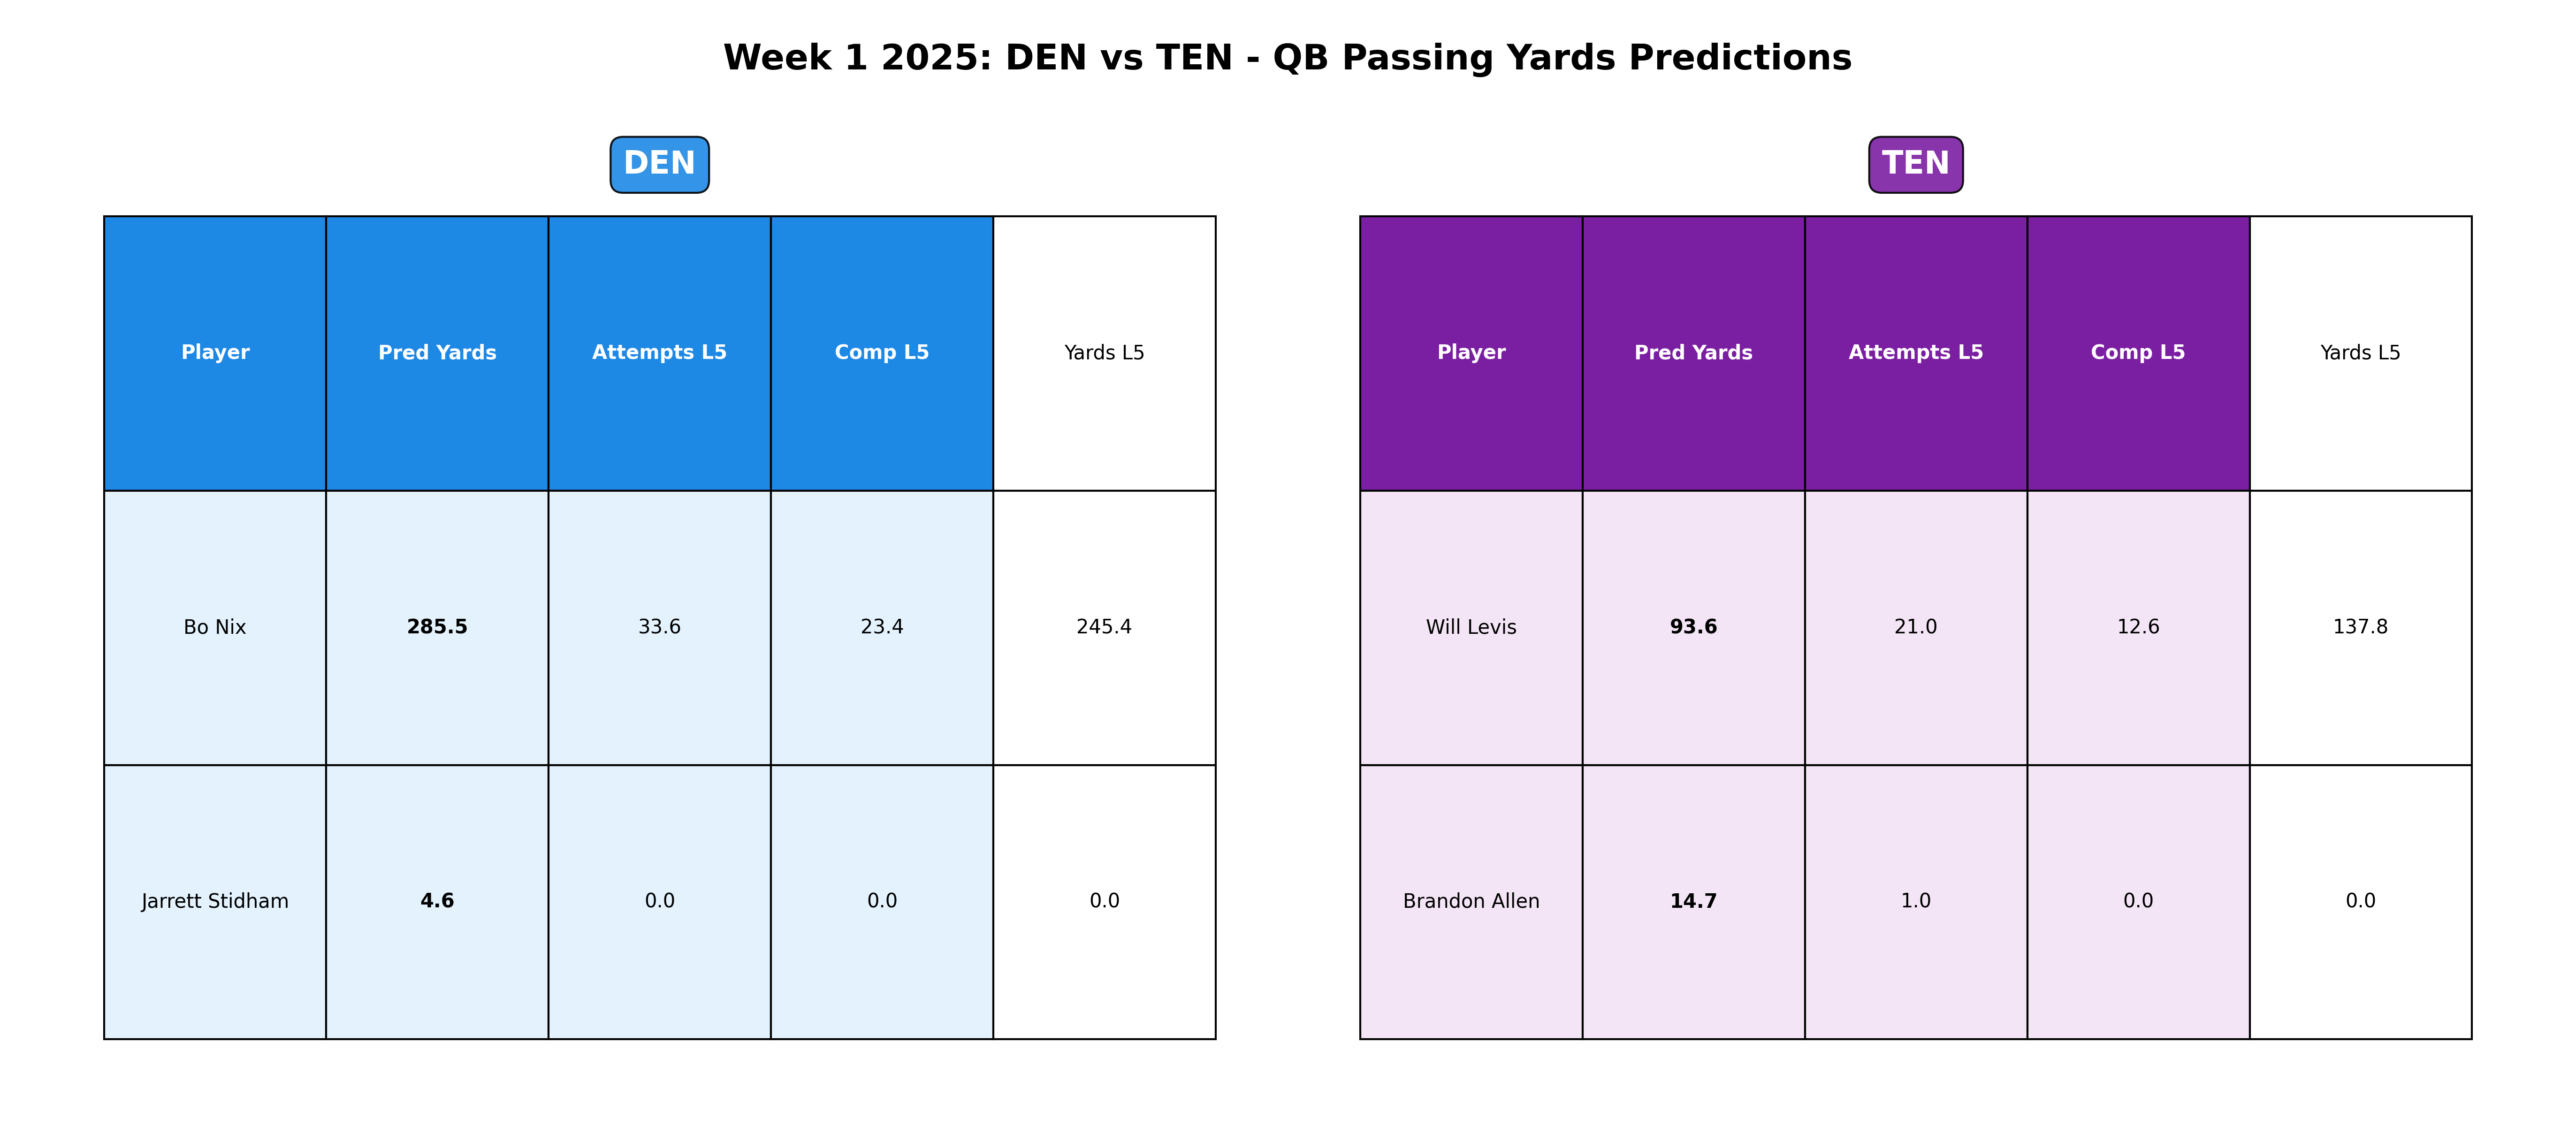 Week 1 2025: DEN vs TEN - QB Passing Yards Predictions
DEN
Player Pred Yards Attempts L5 Comp L5 Yards L5
Bo Nix 285.5 33.6 23.4 245.4
Jarrett Stidham 4.6 0.0 0.0 0.0
TEN
Player Pred Yards Attempts L5 Comp L5 Yards L5
Will Levis 93.6 21.0 12.6 137.8
Brandon Allen 14.7 1.0 0.0 0.0